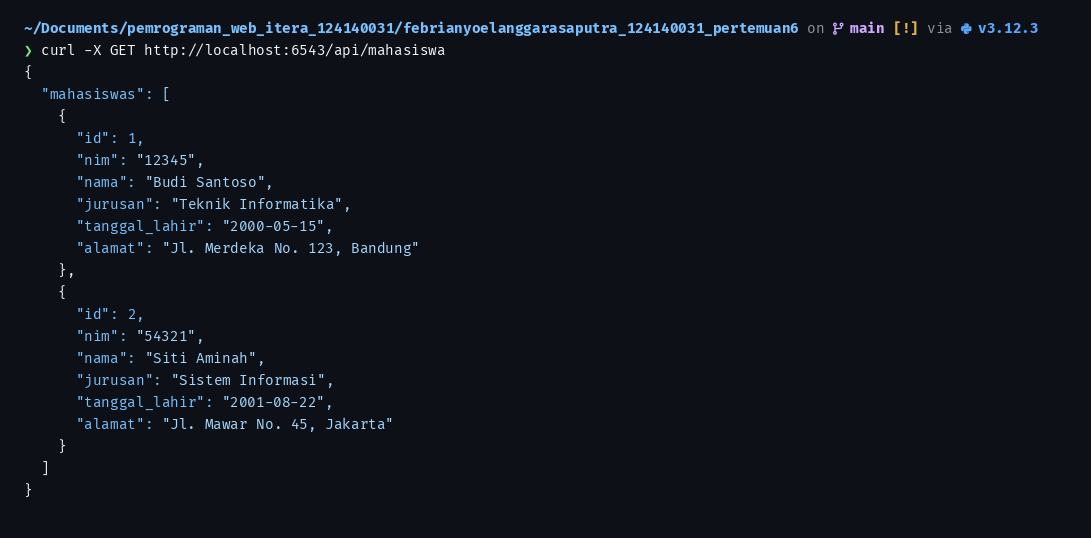 ~/Documents/pemrograman_web_itera_124140031/febrianyoelanggarasaputra_124140031_pertemuan6 on main [!] via v3.12.3
❯ curl -X GET http://localhost:6543/api/mahasiswa
{
  "mahasiswas": [
    {
      "id": 1,
      "nim": "12345",
      "nama": "Budi Santoso",
      "jurusan": "Teknik Informatika",
      "tanggal_lahir": "2000-05-15",
      "alamat": "Jl. Merdeka No. 123, Bandung"
    },
    {
      "id": 2,
      "nim": "54321",
      "nama": "Siti Aminah",
      "jurusan": "Sistem Informasi",
      "tanggal_lahir": "2001-08-22",
      "alamat": "Jl. Mawar No. 45, Jakarta"
    }
  ]
}